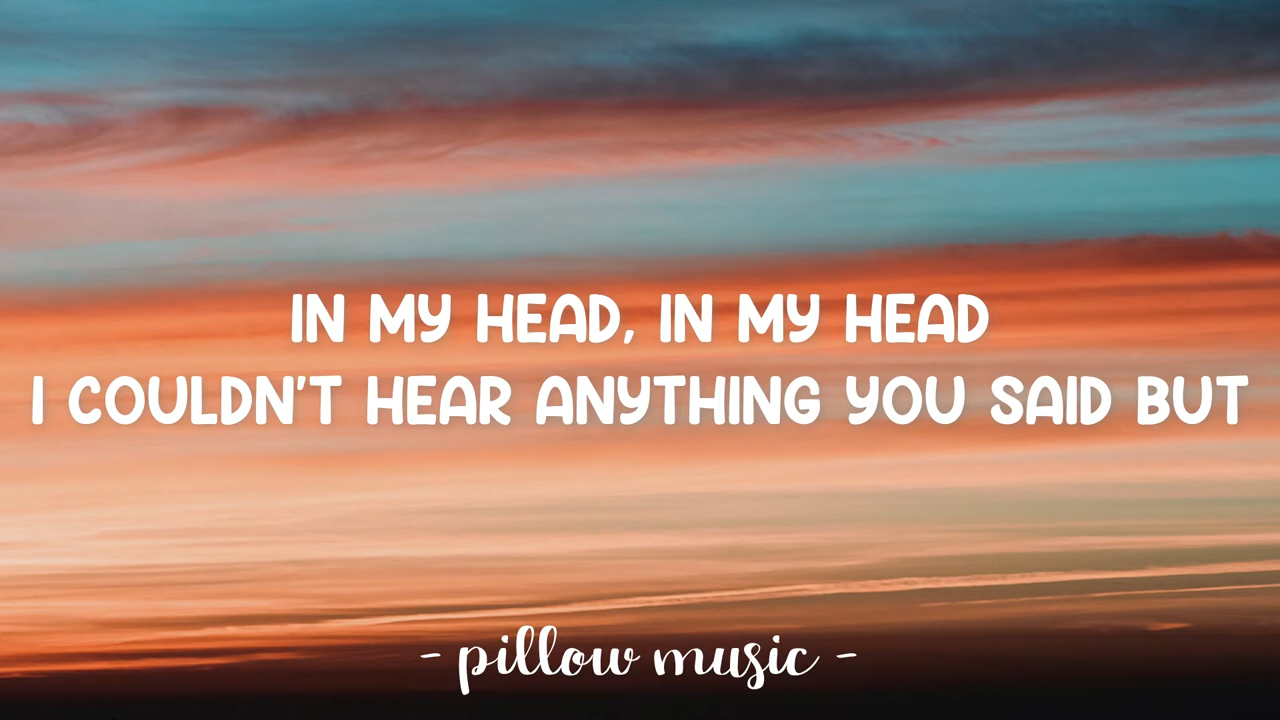 IN MY HEAD, IN MY HEAD
I COULDN'T HEAR ANYTHING YOU SAID BUT
- pillow music -